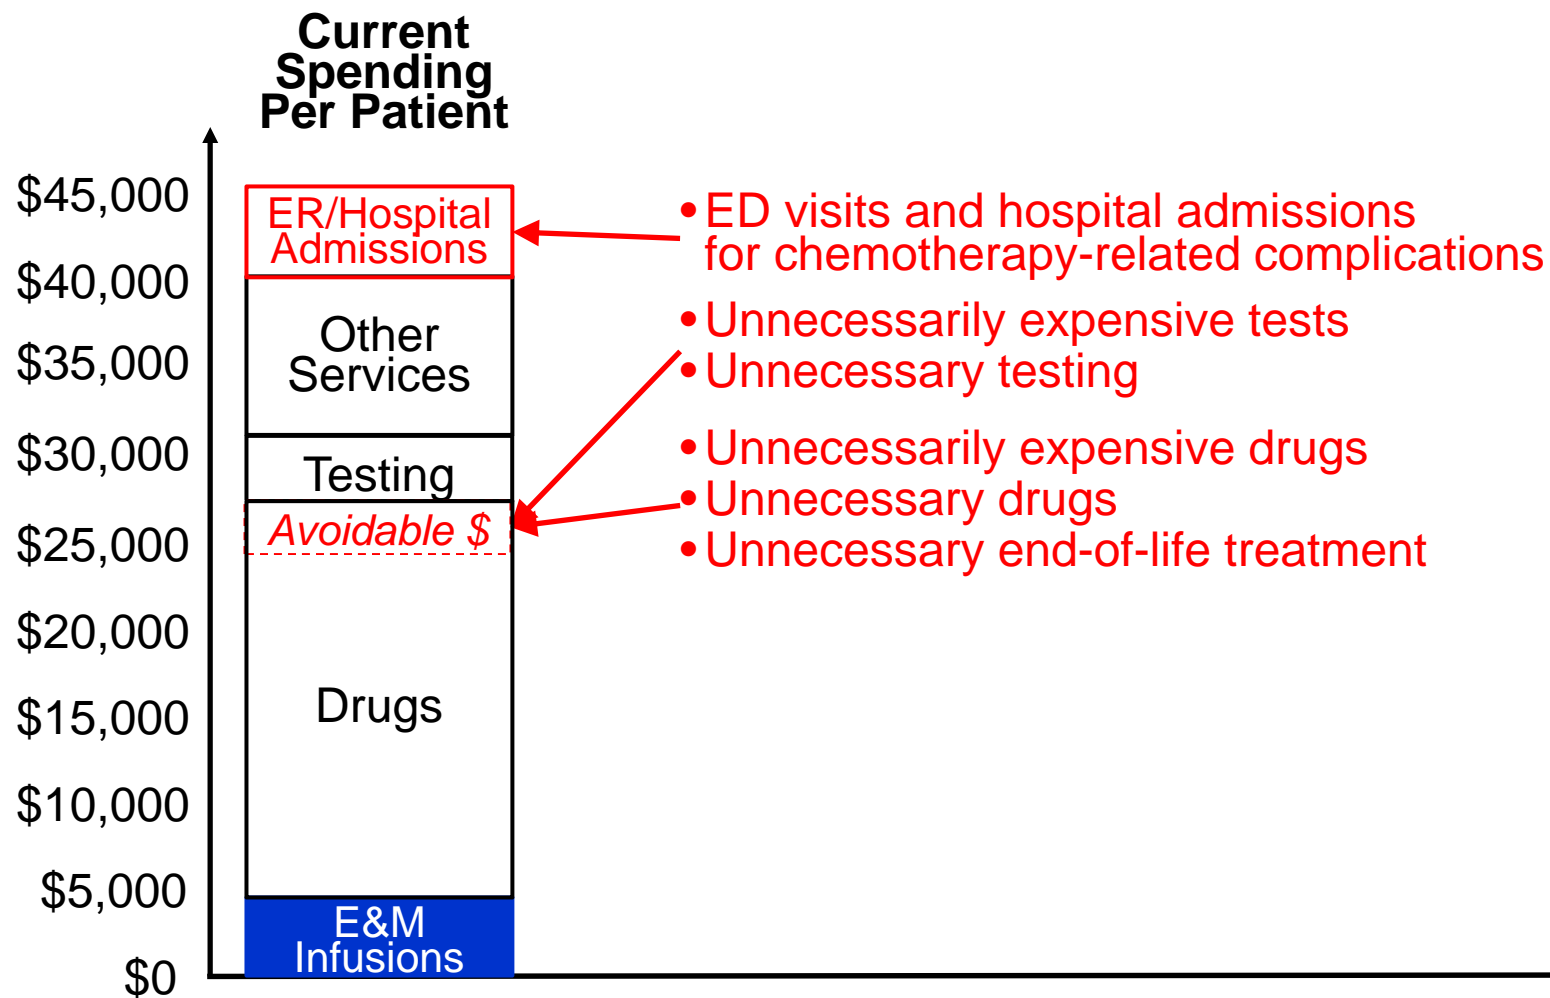 Current
Spending
Per Patient
$45,000
$40,000
$35,000
$30,000
$25,000
$20,000
$15,000
$10,000
$5,000
$0
ER/Hospital
Admissions
Other
Services
Testing
Avoidable $
Drugs
E&M
Infusions
• ED visits and hospital admissions
for chemotherapy-related complications
• Unnecessarily expensive tests
• Unnecessary testing
• Unnecessarily expensive drugs
• Unnecessary drugs
• Unnecessary end-of-life treatment